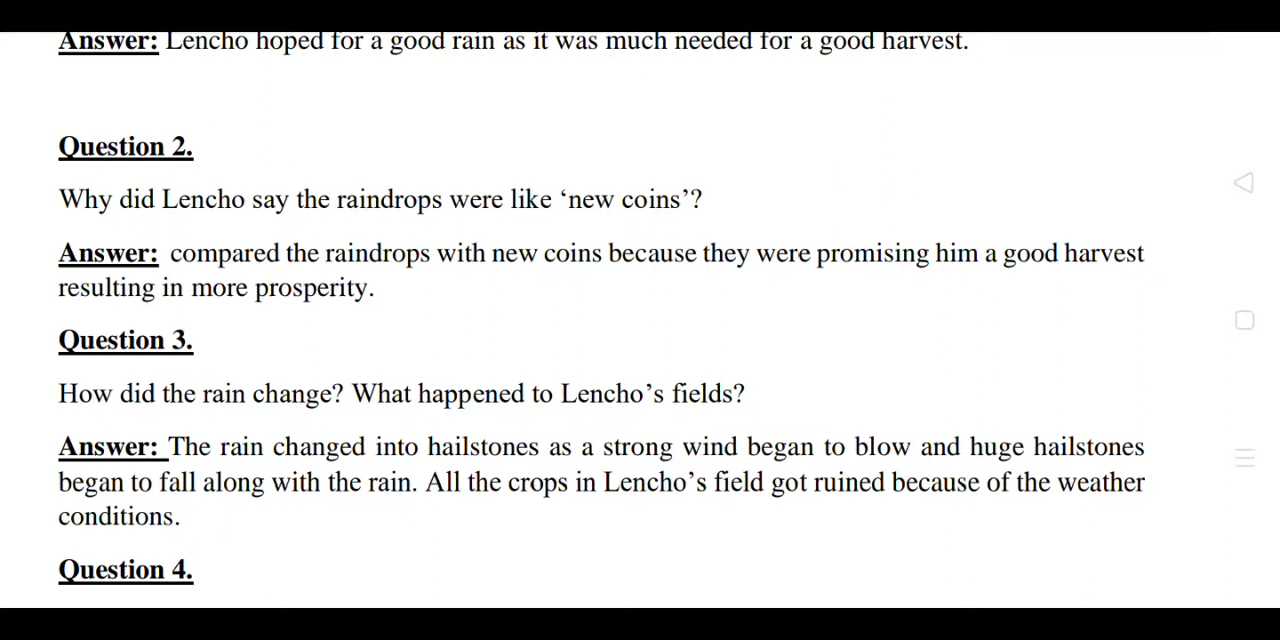 Answer: Lencho hoped for a good rain as it was much needed for a good harvest.
Question 2.
Why did Lencho say the raindrops were like ‘new coins’?
Answer: compared the raindrops with new coins because they were promising him a good harvest
resulting in more prosperity.
Question 3.
How did the rain change? What happened to Lencho’s fields?
Answer: The rain changed into hailstones as a strong wind began to blow and huge hailstones
began to fall along with the rain. All the crops in Lencho’s field got ruined because of the weather
conditions.
Question 4.